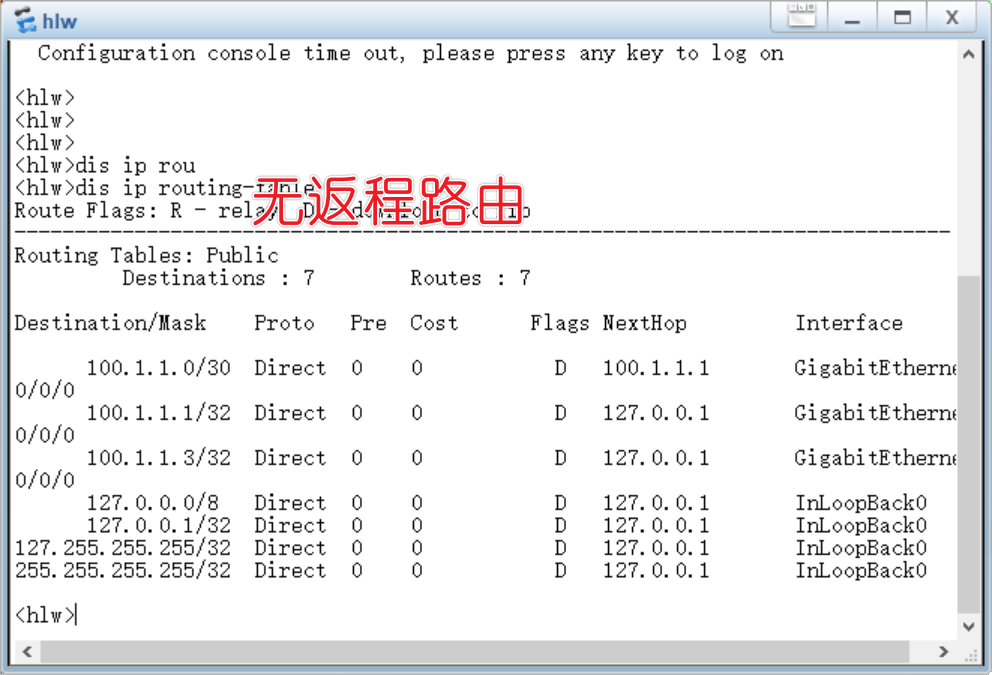 hlw
Configuration console time out, please press any key to log on
<hlw>
<hlw>
<hlw>
<hlw>dis ip rou
<hlw>dis ip routing-table
无返程路由
Route Flags: R - relay, D
--------------------------------------------------------------------------------
Routing Tables: Public
Destinations : 7 Routes : 7
Destination/Mask Proto Pre Cost Flags NextHop Interface
100.1.1.0/30 Direct 0 0 D 100.1.1.1 GigabitEtherne
0/0/0
100.1.1.1/32 Direct 0 0 D 127.0.0.1 GigabitEtherne
0/0/0
100.1.1.3/32 Direct 0 0 D 127.0.0.1 GigabitEtherne
0/0/0
127.0.0.0/8 Direct 0 0 D 127.0.0.1 InLoopBack0
127.0.0.1/32 Direct 0 0 D 127.0.0.1 InLoopBack0
127.255.255.255/32 Direct 0 0 D 127.0.0.1 InLoopBack0
255.255.255.255/32 Direct 0 0 D 127.0.0.1 InLoopBack0
<hlw>